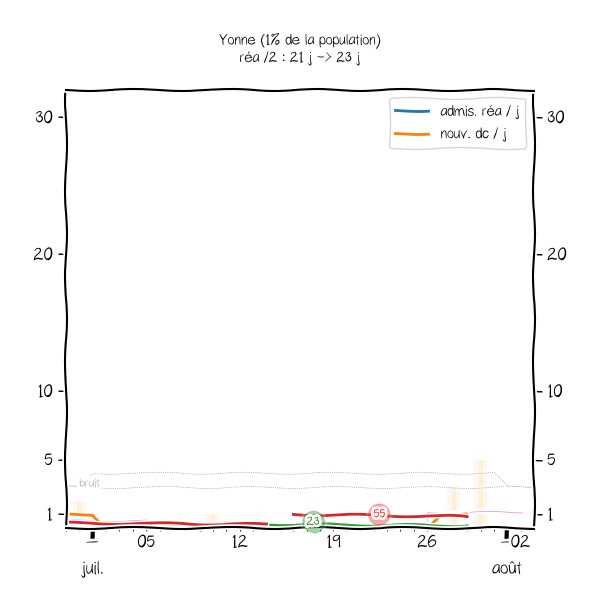 Yonne (1% de la population)
réa /2 : 21 j -> 23 j
admis. réa / j
nouv. dc / j
30
30
20
20
10
10
5
5
bruit
1
1
23
55
05
12
19
26
02
juil.
août